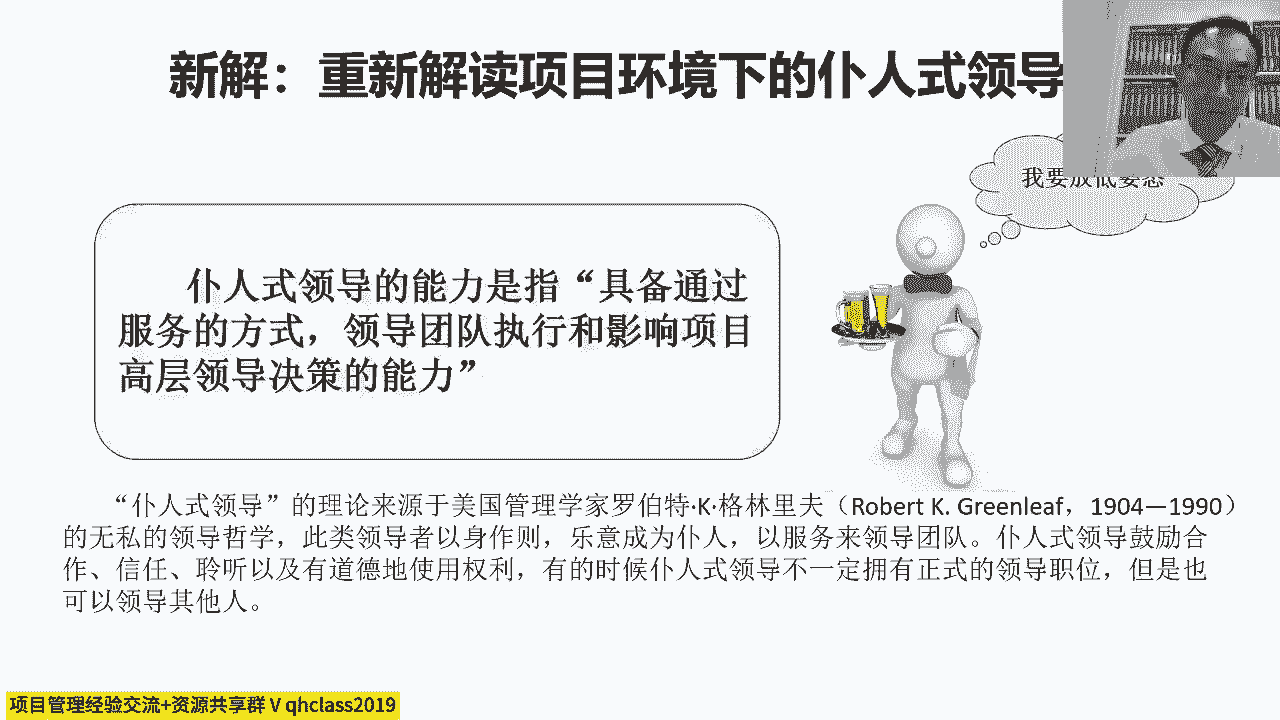 新解：重新解读项目环境下的仆人式领导
我要放低姿态
仆人式领导的能力是指“具备通过
服务的方式，领导团队执行和影响项目
高层领导决策的能力”
“仆人式领导”的理论来源于美国管理学家罗伯特·K·格林里夫（Robert K. Greenleaf，1904—1990）
的无私的领导哲学，此类领导者以身作则，乐意成为仆人，以服务来领导团队。仆人式领导鼓励合
作、信任、聆听以及有道德地使用权利，有的时候仆人式领导不一定拥有正式的领导职位，但是也
可以领导其他人。
项目管理经验交流+资源共享群 V qhclass2019